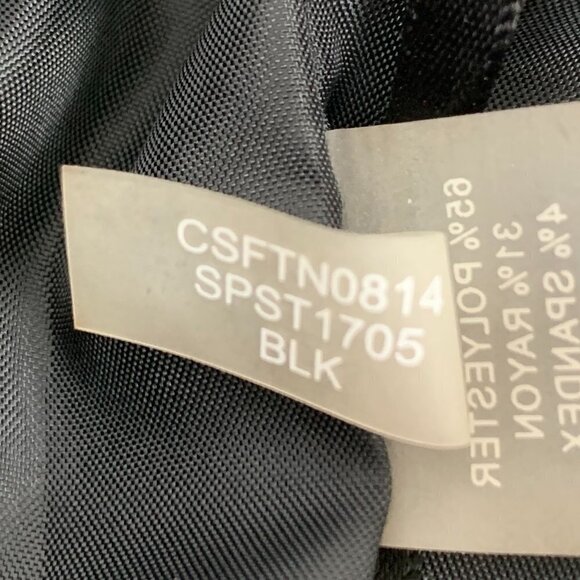 CSFTN0814
SPST1705
BLK
65% POLYESTER
31% RAYON
4% SPANDEX